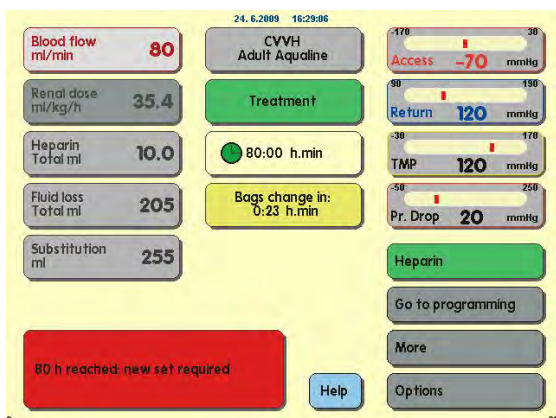 24. 6.2009 16:29:06
Blood flow
ml/min
80
Renal dose
ml/kg/h
35.4
Heparin
Total ml
10.0
Fluid loss
Total ml
205
Substitution
ml
255
CVVH
Adult Aqualine
Treatment
80:00 h.min
Bags change in:
0:23 h.min
-170 30
Access -70 mmHg
90 190
Return 120 mmHg
-30 170
TMP 120 mmHg
-50 250
Pr. Drop 20 mmHg
Heparin
Go to programming
More
Options
80 h reached: new set required
Help